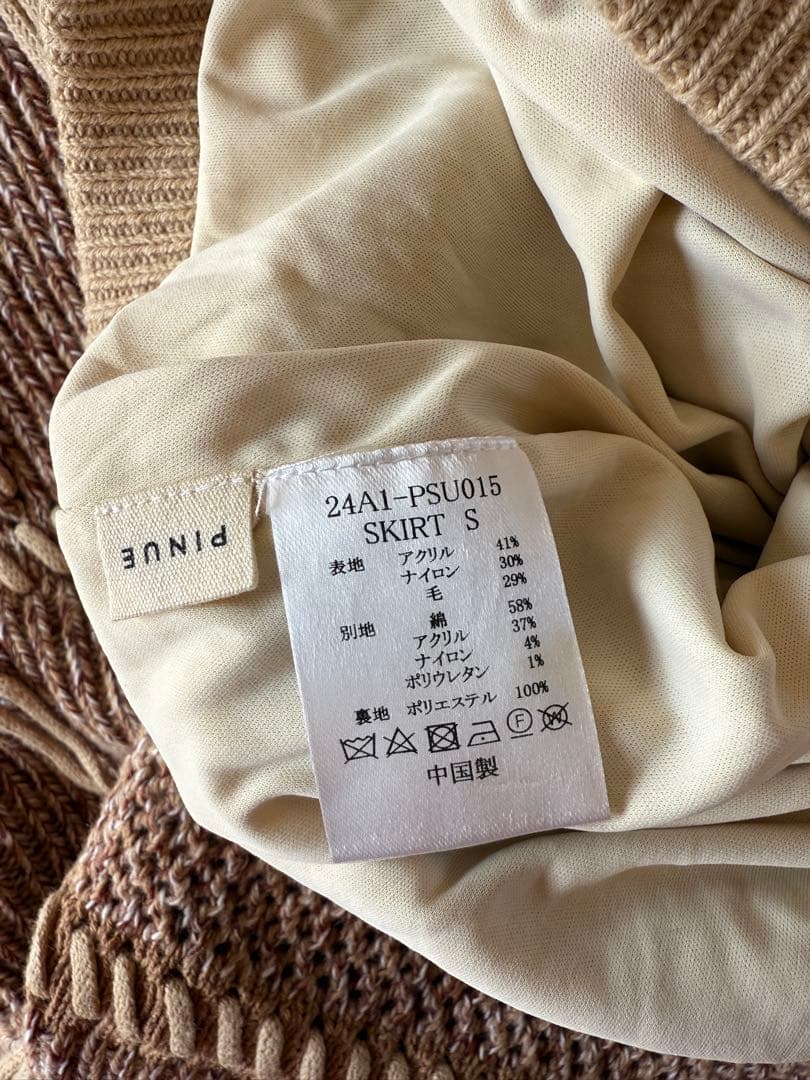 PINUE
24A1-PSU015
SKIRT S
表地 アクリル 41%
ナイロン 30%
毛 29%
別地 綿 58%
アクリル 37%
ナイロン 4%
ポリウレタン 1%
裏地 ポリエステル 100%
F W
中国製